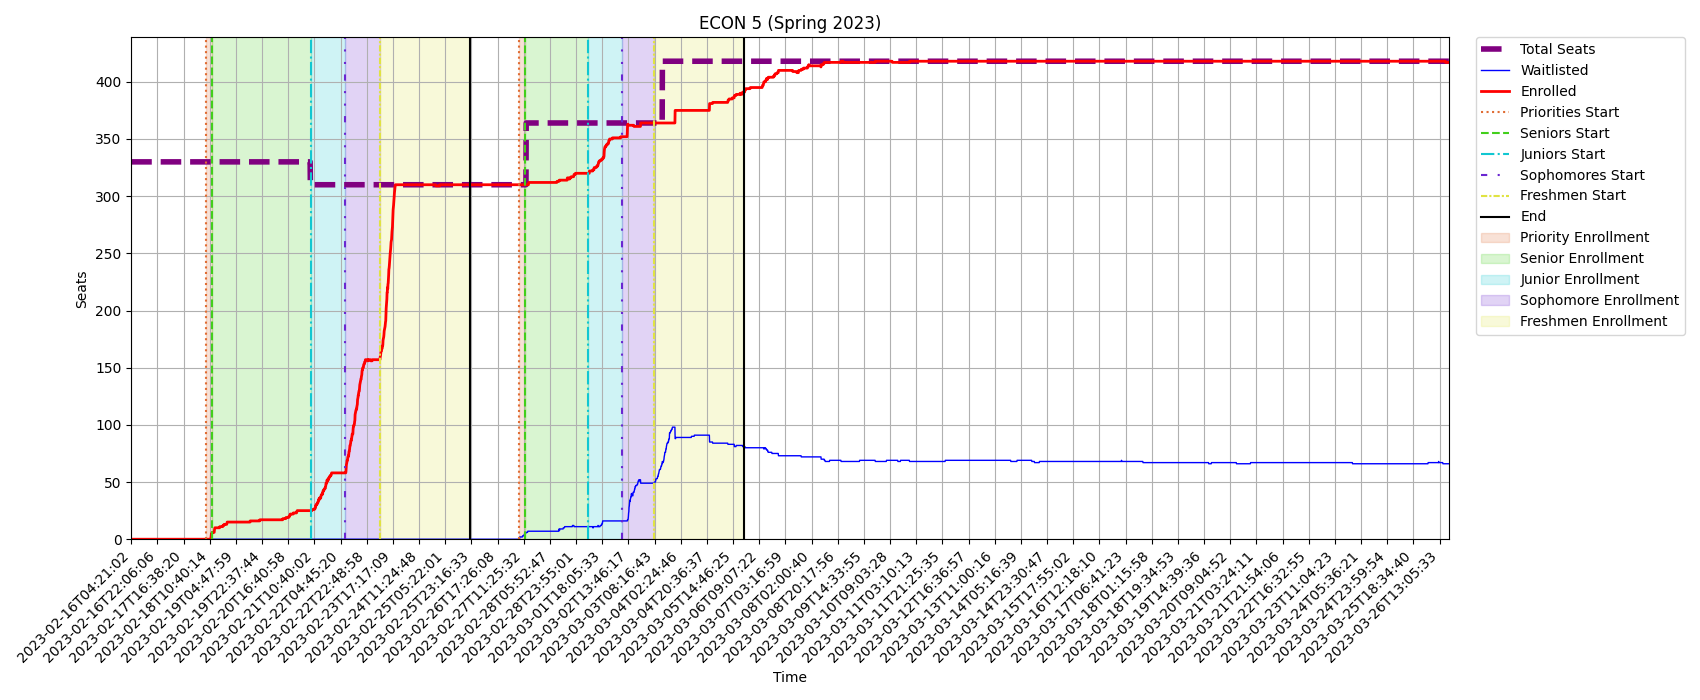 ECON 5 (Spring 2023)
Seats
400
350
300
250
200
150
100
50
0
2023-02-16T04:21:02
2023-02-16T22:06:06
2023-02-17T16:38:20
2023-02-18T10:40:14
2023-02-19T04:47:59
2023-02-19T22:37:44
2023-02-20T16:40:58
2023-02-21T10:40:02
2023-02-22T04:45:20
2023-02-22T22:48:58
2023-02-23T17:17:09
2023-02-24T11:24:48
2023-02-25T05:22:01
2023-02-25T23:16:33
2023-02-26T17:26:08
2023-02-27T11:25:32
2023-02-28T05:52:47
2023-02-28T23:55:01
2023-03-01T18:05:33
2023-03-02T13:46:17
2023-03-03T08:16:43
2023-03-04T02:24:46
2023-03-04T20:36:37
2023-03-05T14:46:25
2023-03-06T09:07:22
2023-03-07T03:16:59
2023-03-08T02:00:40
2023-03-08T20:17:56
2023-03-09T14:33:55
2023-03-10T09:03:28
2023-03-11T03:10:13
2023-03-11T21:25:35
2023-03-12T16:36:57
2023-03-13T11:00:16
2023-03-14T05:16:39
2023-03-14T23:30:47
2023-03-15T17:55:02
2023-03-16T12:18:10
2023-03-17T06:41:23
2023-03-18T01:15:58
2023-03-18T19:34:53
2023-03-19T14:39:36
2023-03-20T09:04:52
2023-03-21T03:24:11
2023-03-21T21:54:06
2023-03-22T16:32:55
2023-03-23T11:04:23
2023-03-24T05:36:21
2023-03-24T23:59:54
2023-03-25T18:34:40
2023-03-26T13:05:33
Time
Total Seats
Waitlisted
Enrolled
Priorities Start
Seniors Start
Juniors Start
Sophomores Start
Freshmen Start
End
Priority Enrollment
Senior Enrollment
Junior Enrollment
Sophomore Enrollment
Freshmen Enrollment